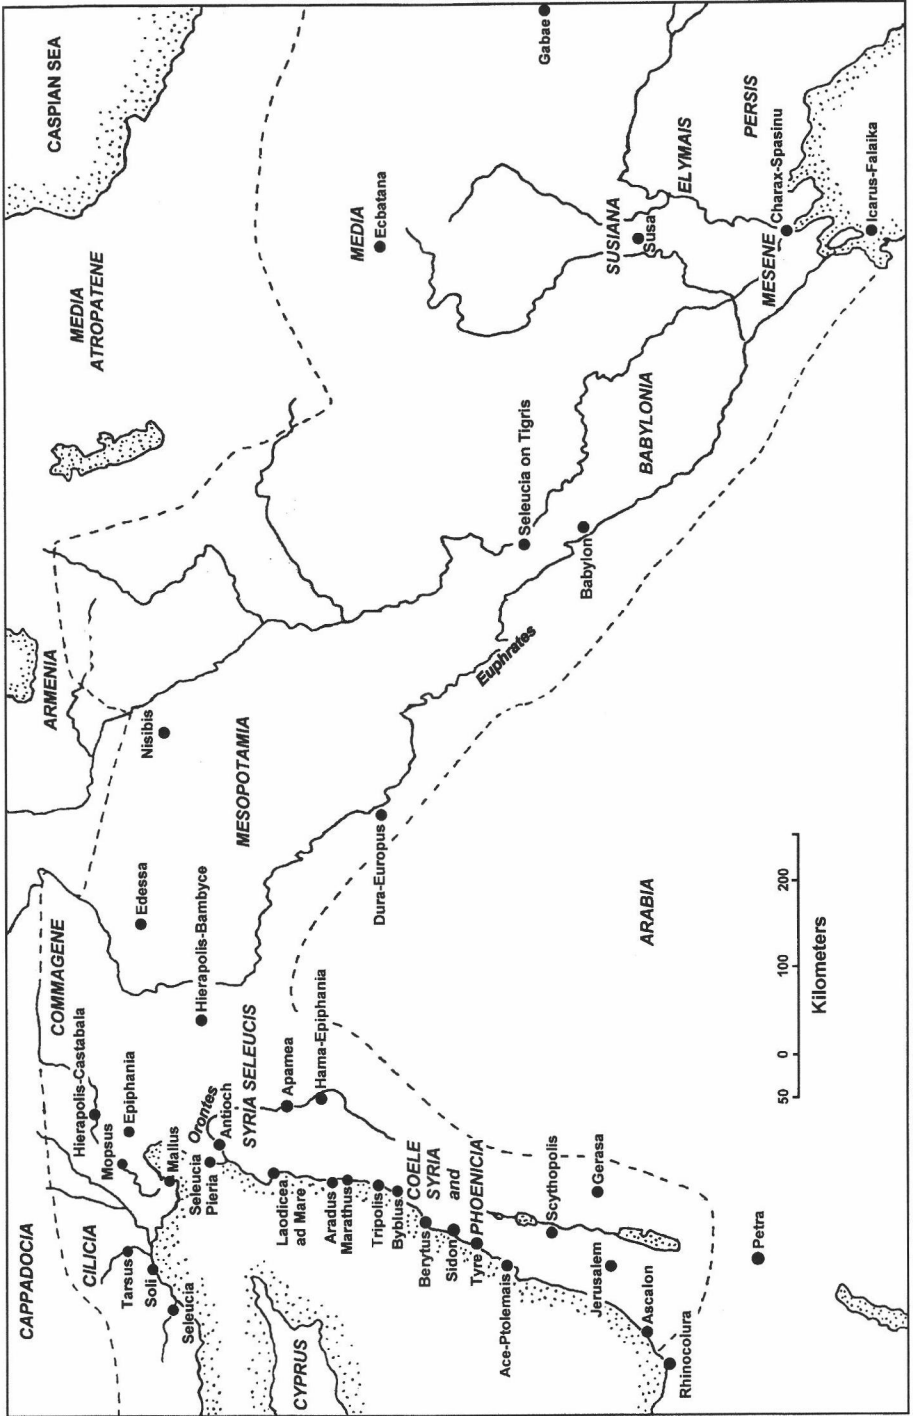 CAPPADOCIA
CILICIA
Tarsus
Soli
Seleucia
CYPRUS
Hierapolis-Castabala
Mopsus
Epiphania
Mallus
COMMAGENE
Edessa
Hierapolis-Bambyce
Seleucia
Pieria
Orontes
Antioch
SYRIA SELEUCIS
Apamea
Hama-Epiphania
Laodicea
ad Mare
Aradus
Marathus
Tripolis
Byblus
COELE
SYRIA
and
PHOENICIA
Berytus
Sidon
Tyre
Ace-Ptolemais
Scythopolis
Gerasa
Jerusalem
Ascalon
Rhinocolura
Petra
ARMENIA
Nisibis
MESOPOTAMIA
Dura-Europus
Euphrates
ARABIA
50 0 100 200
Kilometers
CASPIAN SEA
MEDIA
ATROPATENE
MEDIA
Ecbatana
Seleucia on Tigris
Babylon
BABYLONIA
Gabae
SUSIANA
Susa
ELYMAIS
PERSIS
MESENE
Charax-Spasinu
Icarus-Falaika